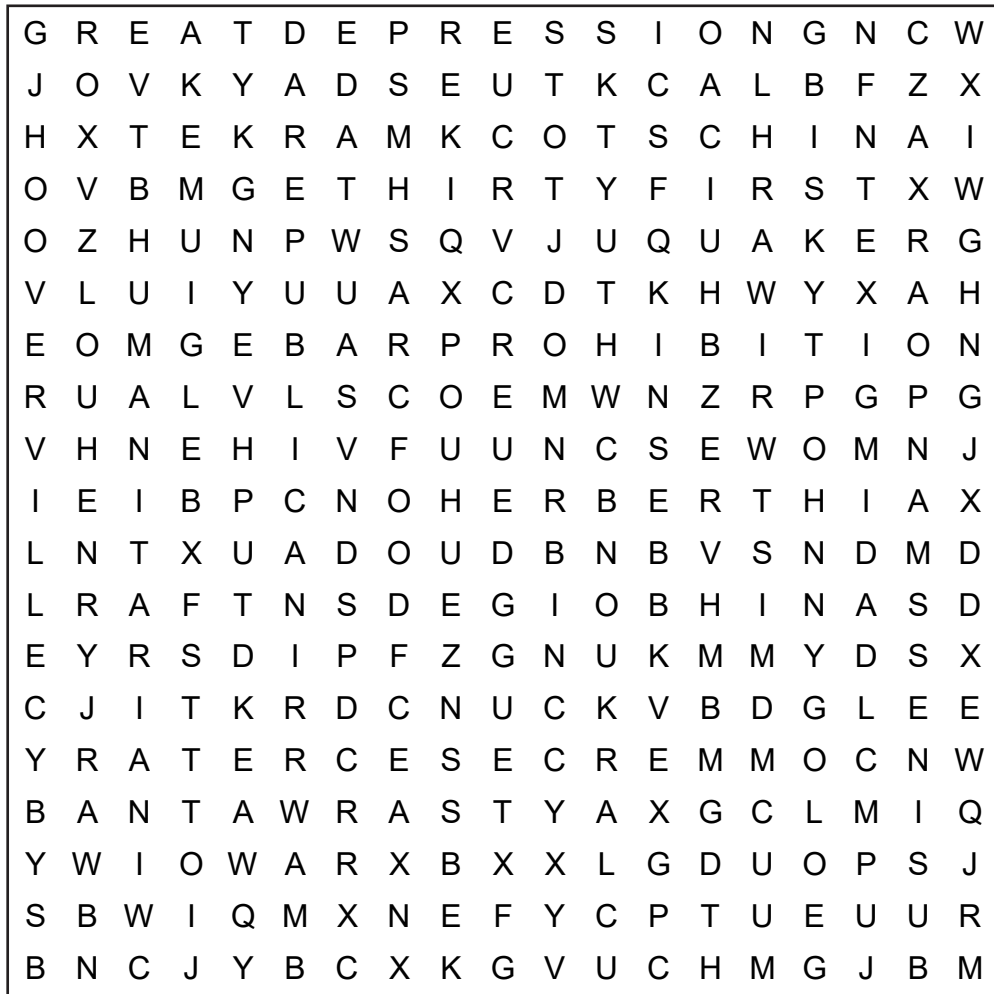 G R E A T D E P R E S S I O N G N C W
J O V K Y A D S E U T K C A L B F Z X
H X T E K R A M K C O T S C H I N A I
O V B M G E T H I R T Y F I R S T X W
O Z H U N P W S Q V J U Q U A K E R G
V L U I Y U U A X C D T K H W Y X A H
E O M G E B A R P R O H I B I T I O N
R U A L V L S C O E M W N Z R P G P G
V H N E H I V F U U N C S E W O M N J
I E I B P C N O H E R B E R T H I A X
L N T X U A D O U D B N B V S N D M D
L R A F T N S D E G I O B H I N A S D
E Y R S D I P F Z G N U K M M Y D S X
C J I T K R D C N U C K V B D G L E E
Y R A T E R C E S E C R E M M O C N W
B A N T A W R A S T Y A X G C L M I Q
Y W I O W A R X B X X L G D U O P S J
S B W I Q M X N E F Y C P T U E U U R
B N C J Y B C X K G V U C H M G J B M